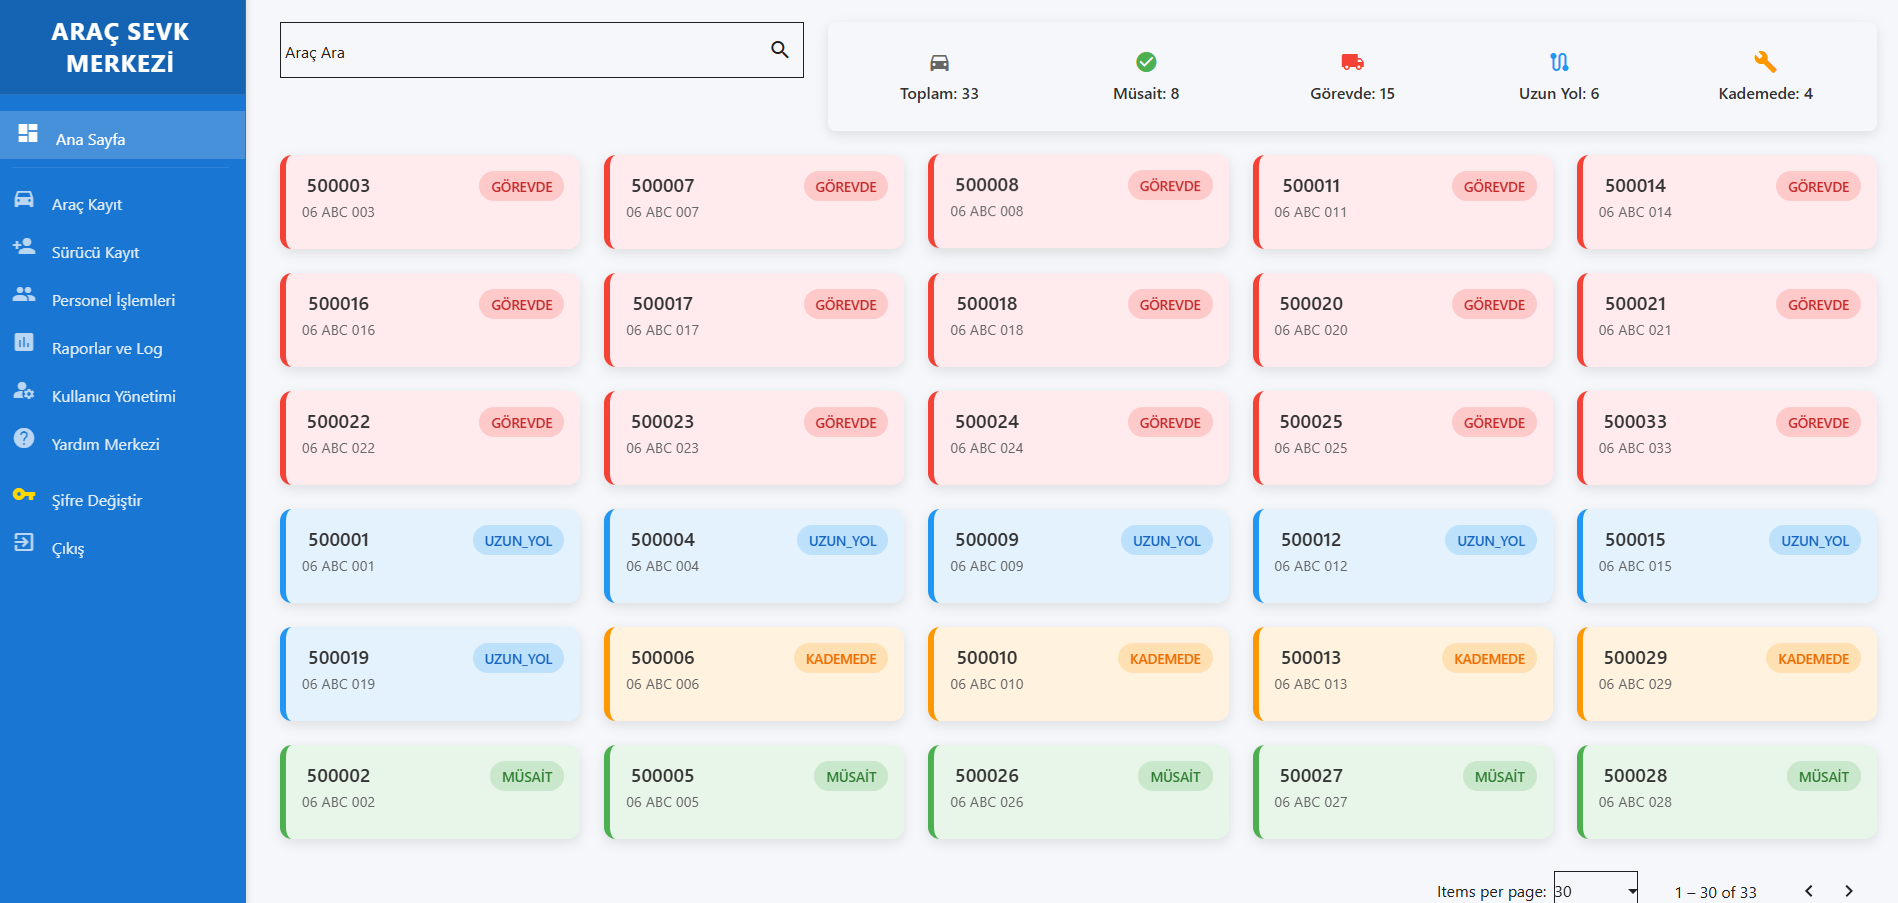 ARAÇ SEVK
MERKEZİ
Ana Sayfa
Araç Kayıt
Sürücü Kayıt
Personel İşlemleri
Raporlar ve Log
Kullanıcı Yönetimi
Yardım Merkezi
Şifre Değiştir
Çıkış
Araç Ara
Toplam: 33
Müsait: 8
Görevde: 15
Uzun Yol: 6
Kademede: 4
500003 GÖREVDE
06 ABC 003
500007 GÖREVDE
06 ABC 007
500008 GÖREVDE
06 ABC 008
500011 GÖREVDE
06 ABC 011
500014 GÖREVDE
06 ABC 014
500016 GÖREVDE
06 ABC 016
500017 GÖREVDE
06 ABC 017
500018 GÖREVDE
06 ABC 018
500020 GÖREVDE
06 ABC 020
500021 GÖREVDE
06 ABC 021
500022 GÖREVDE
06 ABC 022
500023 GÖREVDE
06 ABC 023
500024 GÖREVDE
06 ABC 024
500025 GÖREVDE
06 ABC 025
500033 GÖREVDE
06 ABC 033
500001 UZUN_YOL
06 ABC 001
500004 UZUN_YOL
06 ABC 004
500009 UZUN_YOL
06 ABC 009
500012 UZUN_YOL
06 ABC 012
500015 UZUN_YOL
06 ABC 015
500019 UZUN_YOL
06 ABC 019
500006 KADEMEDE
06 ABC 006
500010 KADEMEDE
06 ABC 010
500013 KADEMEDE
06 ABC 013
500029 KADEMEDE
06 ABC 029
500002 MÜSAİT
06 ABC 002
500005 MÜSAİT
06 ABC 005
500026 MÜSAİT
06 ABC 026
500027 MÜSAİT
06 ABC 027
500028 MÜSAİT
06 ABC 028
Items per page: 30 1 – 30 of 33